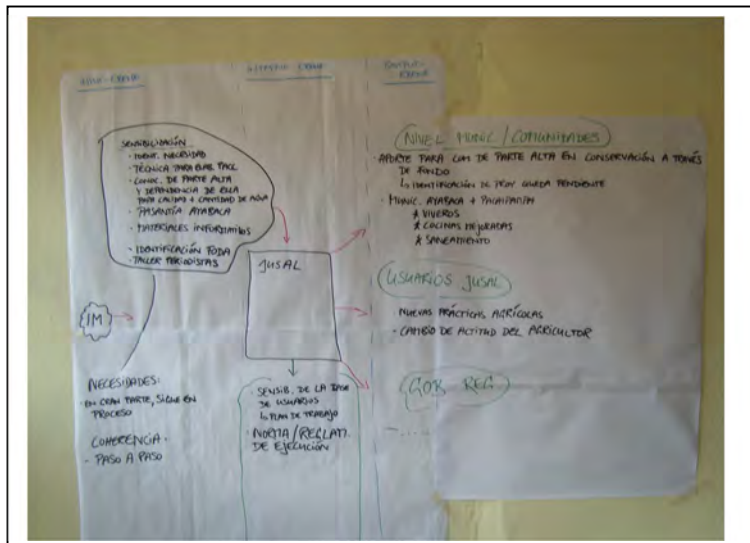 SENSIBILIZACIÓN
· IDENT. NECESIDAD
· TÉCNICA PARA ELAB. PACC
· CONOC. DE PARTE ALTA
Y DEPENDENCIA DE ELLA
PARA CALIDAD + CANTIDAD DE AGUA
· PASANTÍA AYABACA
· MATERIALES INFORMATIVOS
· IDENTIFICACIÓN FODA
· TALLER PERIODISTAS
IM
NECESIDADES:
· EN GRAN PARTE, SIGUE EN
PROCESO
COHERENCIA·
- PASO A PASO
JUSAL
· SENSIB. DE LA BASE
DE USUARIOS
↳ PLAN DE TRABAJO
· NORMA/REGLAM.
DE EJECUCIÓN
NIVEL MUNIC/COMUNIDADES
· APORTE PARA COM DE PARTE ALTA EN CONSERVACIÓN A TRAVÉS
DE FONDO
↳ IDENTIFICACIÓN DE PROY QUEDA PENDIENTE
· MUNIC. AYABACA + PACAIPAMPA
* VIVEROS
* COCINAS MEJORADAS
* SANEAMIENTO
USUARIOS JUSAL
· NUEVAS PRÁCTICAS AGRÍCOLAS
· CAMBIO DE ACTITUD DEL AGRICULTOR
GOB REG.
-.....